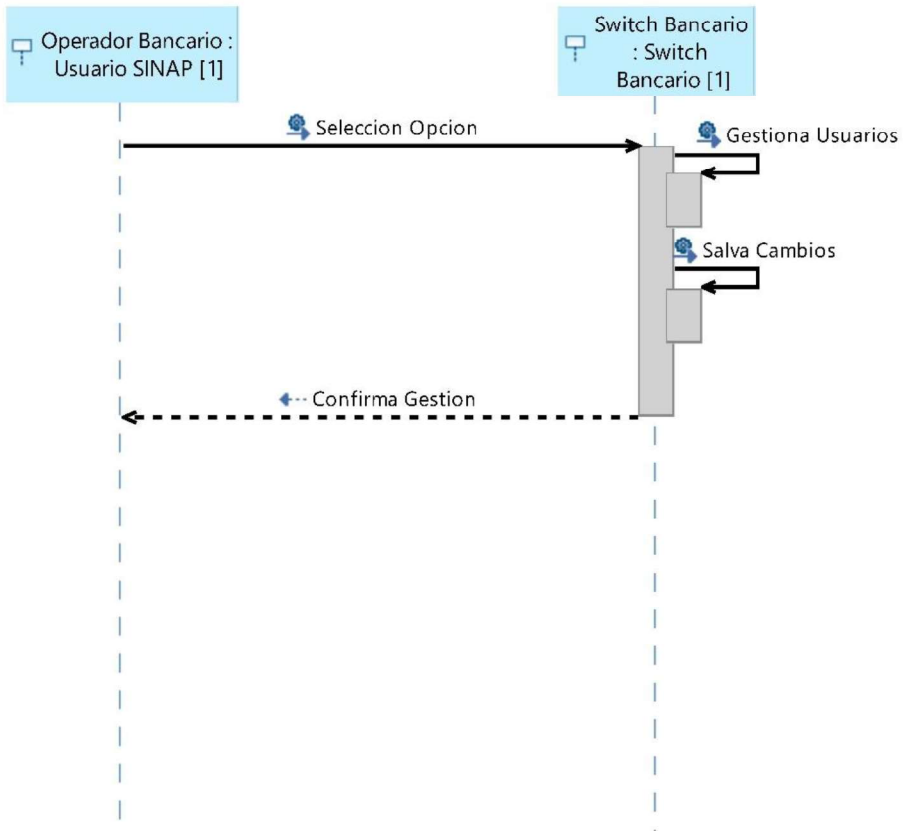 Operador Bancario :
Usuario SINAP [1]
Switch Bancario
: Switch
Bancario [1]
Seleccion Opcion
Gestiona Usuarios
Salva Cambios
Confirma Gestion